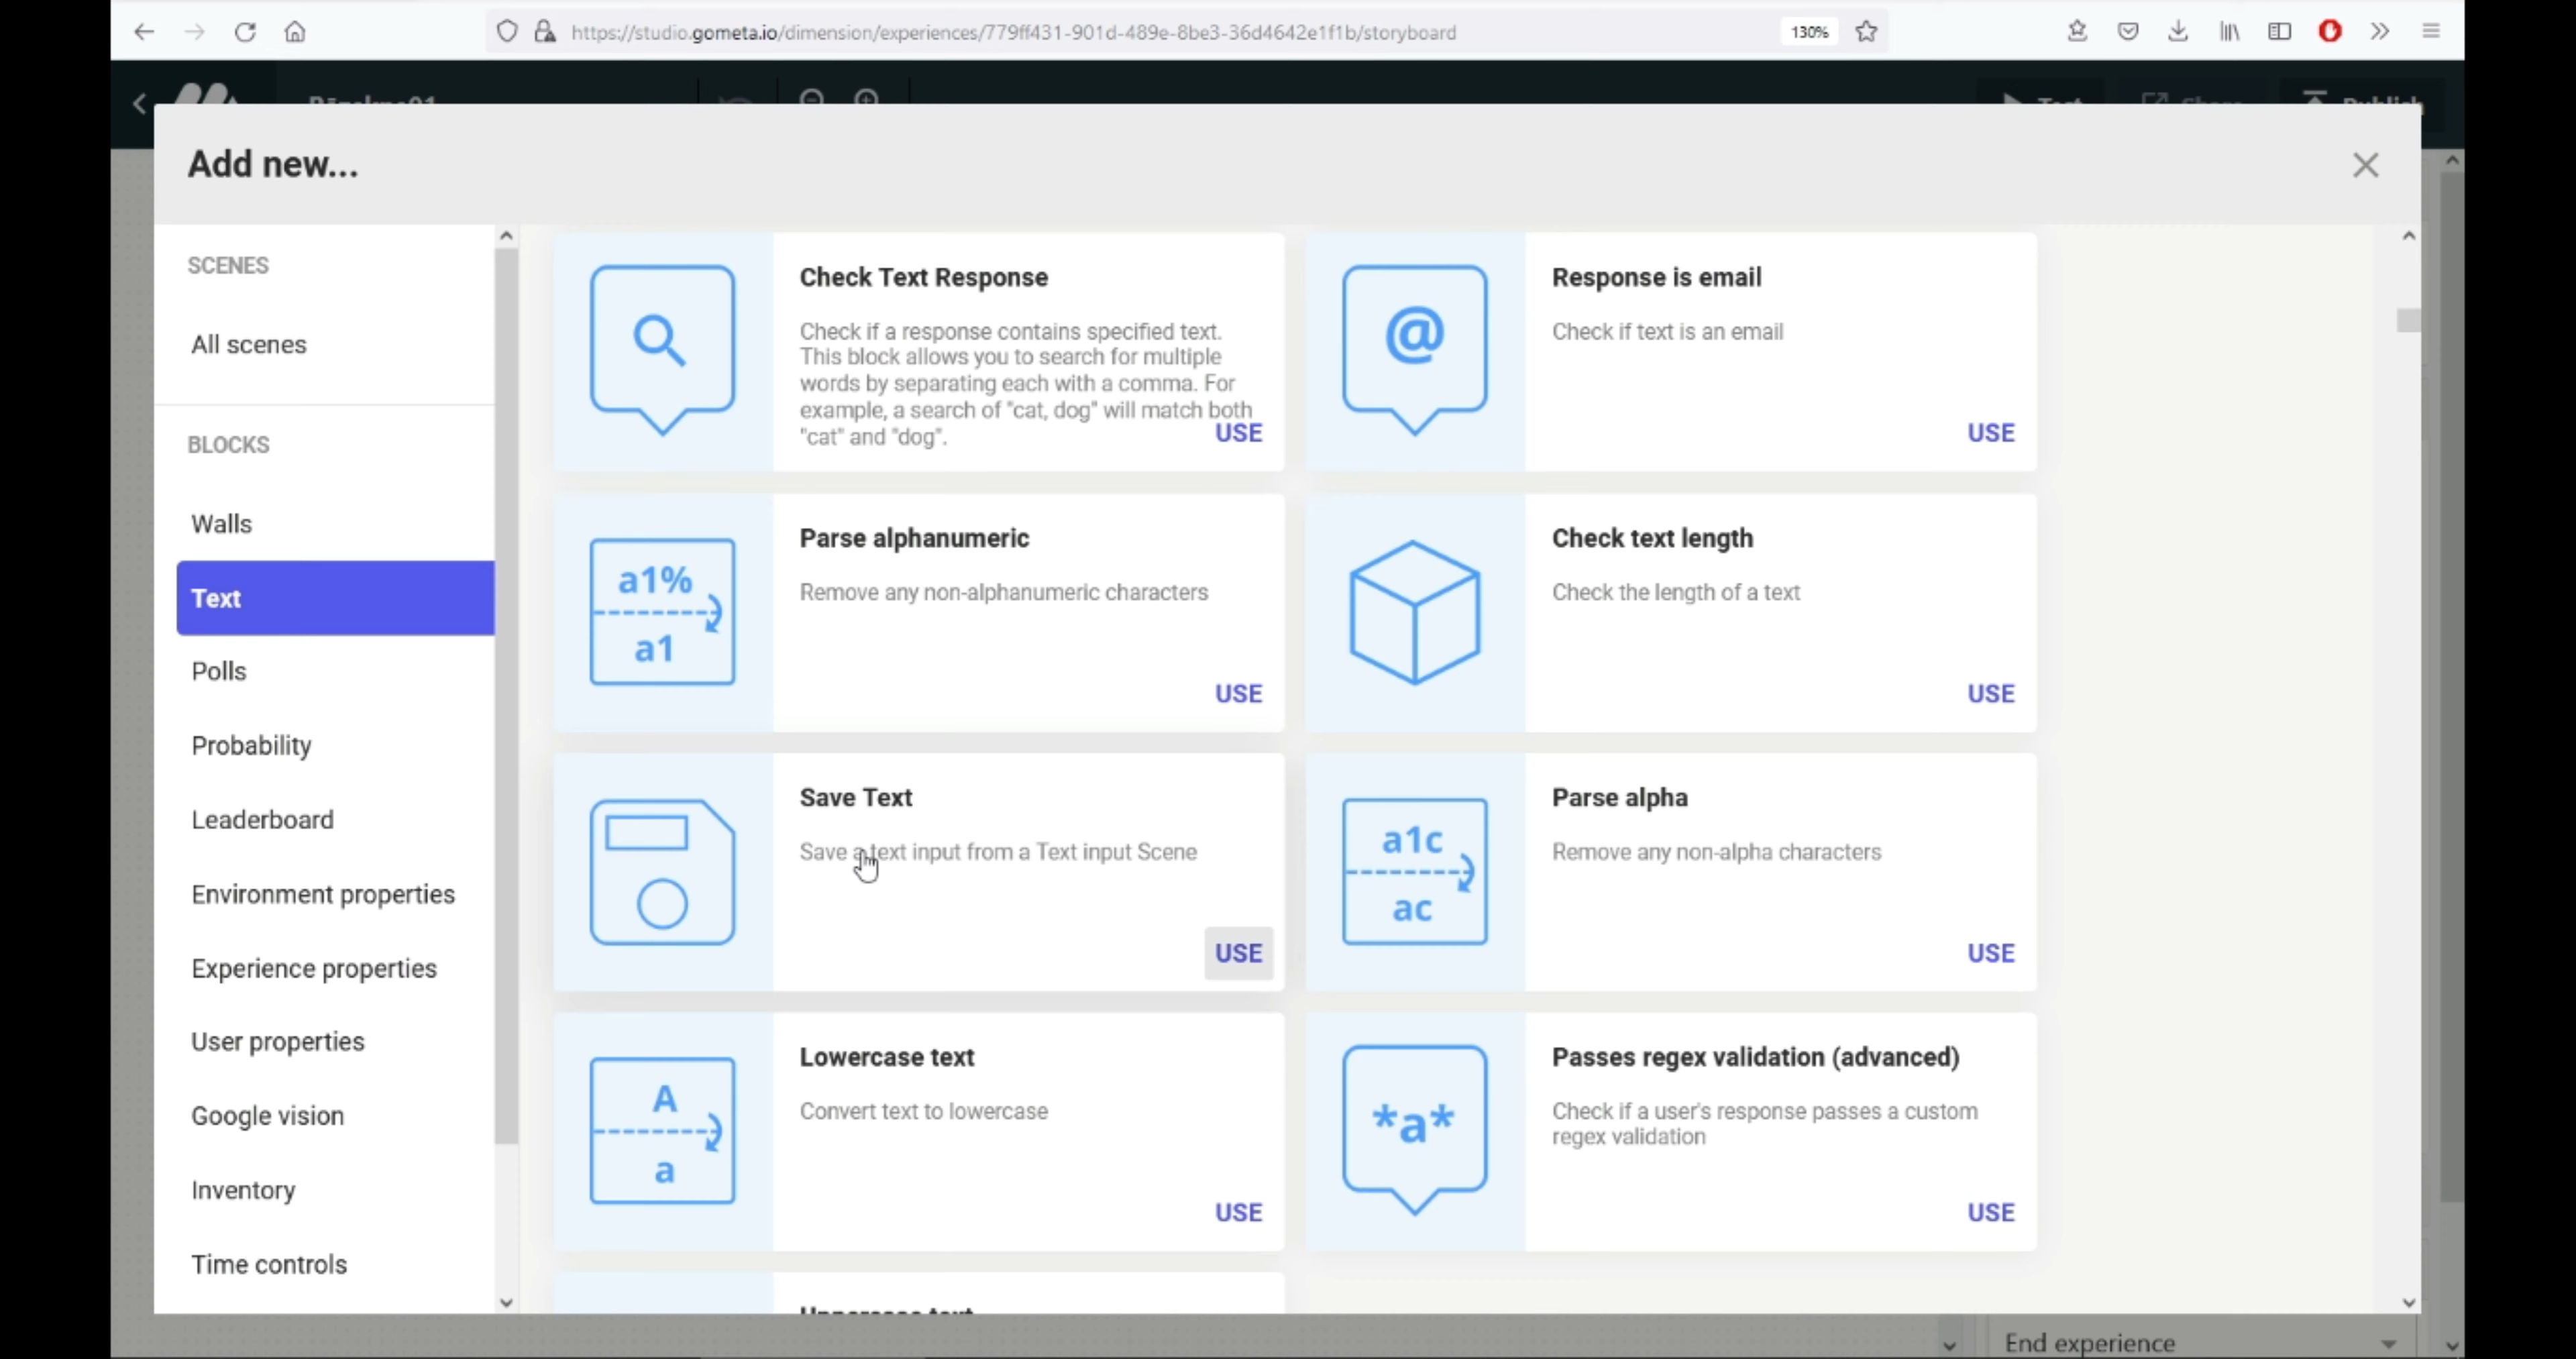 https://studio.gometa.io/dimension/experiences/779ff431-901d-489e-8be3-36d4642e1f1b/storyboard
130%
Add new...
SCENES
All scenes
BLOCKS
Walls
Text
Polls
Probability
Leaderboard
Environment properties
Experience properties
User properties
Google vision
Inventory
Time controls
Check Text Response
Check if a response contains specified text.
This block allows you to search for multiple
words by separating each with a comma. For
example, a search of "cat, dog" will match both
"cat" and "dog".
USE
Response is email
Check if text is an email
USE
@
a1%
a1
Parse alphanumeric
Remove any non-alphanumeric characters
USE
Check text length
Check the length of a text
USE
Save Text
Save a text input from a Text input Scene
USE
a1c
ac
Parse alpha
Remove any non-alpha characters
USE
A
a
Lowercase text
Convert text to lowercase
USE
*a*
Passes regex validation (advanced)
Check if a user's response passes a custom
regex validation
USE
Uppercase text
End experience